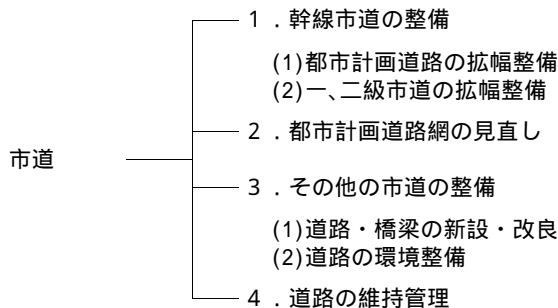 1．幹線市道の整備
(1)都市計画道路の拡幅整備
(2)一、二級市道の拡幅整備
2．都市計画道路網の見直し
市道
3．その他の市道の整備
(1)道路・橋梁の新設・改良
(2)道路の環境整備
4．道路の維持管理